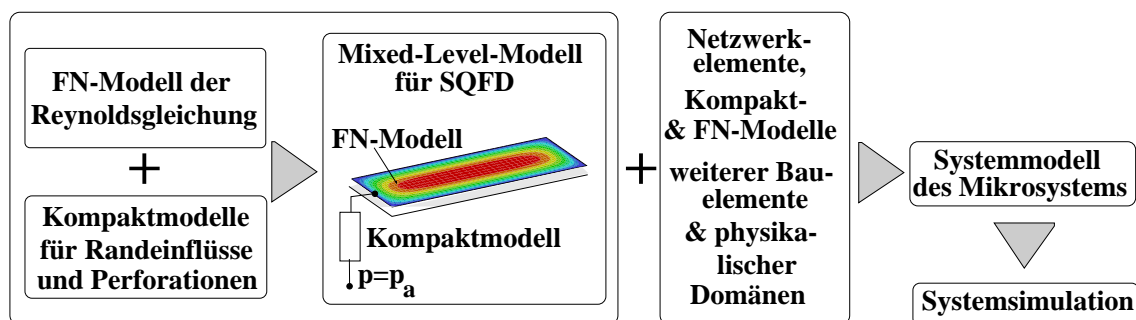 FN-Modell der
Reynoldsgleichung
+
Kompaktmodelle
für Randeinflüsse
und Perforationen
Mixed-Level-Modell
für SQFD
FN-Modell
Kompaktmodell
p=pa
+
Netzwerk-
elemente,
Kompakt-
& FN-Modelle
weiterer Bau-
elemente
& physika-
lischer
Domänen
Systemmodell
des Mikrosystems
Systemsimulation